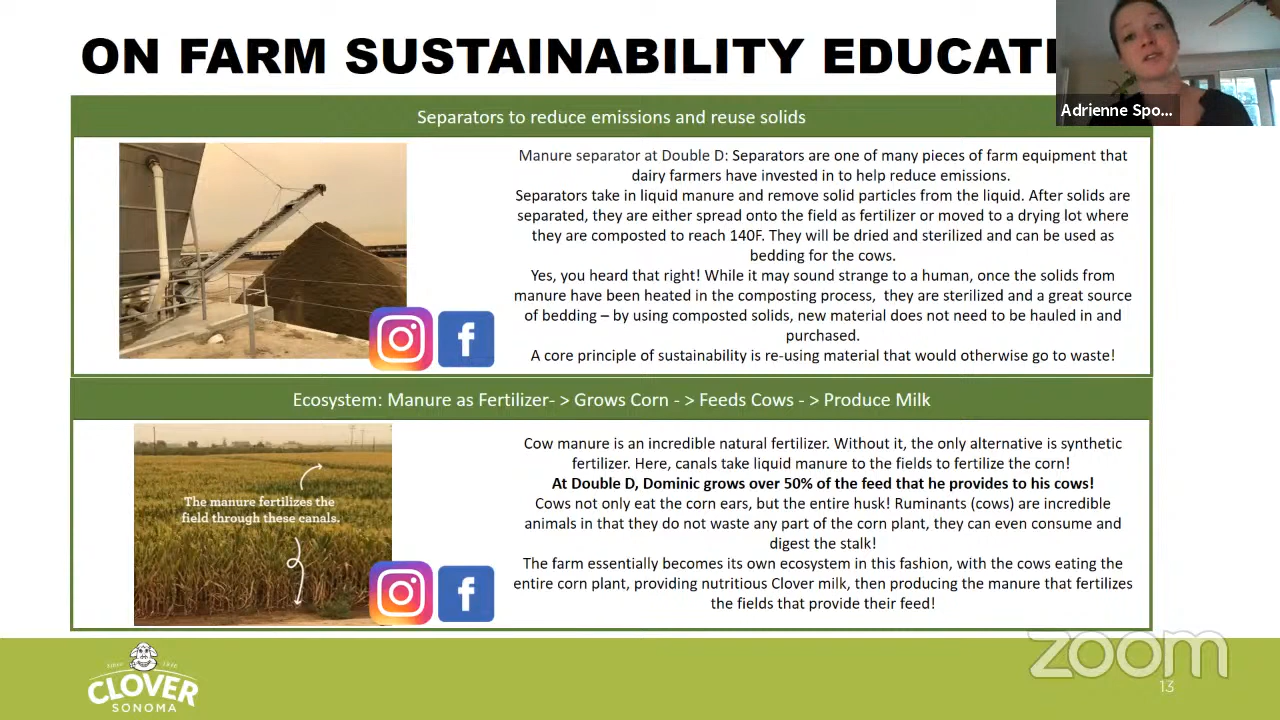 ON FARM SUSTAINABILITY EDUCATI
Adrienne Spo...
Separators to reduce emissions and reuse solids
Manure separator at Double D: Separators are one of many pieces of farm equipment that
dairy farmers have invested in to help reduce emissions.
Separators take in liquid manure and remove solid particles from the liquid. After solids are
separated, they are either spread onto the field as fertilizer or moved to a drying lot where
they are composted to reach 140F. They will be dried and sterilized and can be used as
bedding for the cows.
Yes, you heard that right! While it may sound strange to a human, once the solids from
manure have been heated in the composting process, they are sterilized and a great source
of bedding – by using composted solids, new material does not need to be hauled in and
purchased.
A core principle of sustainability is re-using material that would otherwise go to waste!
Ecosystem: Manure as Fertilizer- > Grows Corn - > Feeds Cows - > Produce Milk
The manure fertilizes the
field through these canals.
Cow manure is an incredible natural fertilizer. Without it, the only alternative is synthetic
fertilizer. Here, canals take liquid manure to the fields to fertilize the corn!
At Double D, Dominic grows over 50% of the feed that he provides to his cows!
Cows not only eat the corn ears, but the entire husk! Ruminants (cows) are incredible
animals in that they do not waste any part of the corn plant, they can even consume and
digest the stalk!
The farm essentially becomes its own ecosystem in this fashion, with the cows eating the
entire corn plant, providing nutritious Clover milk, then producing the manure that fertilizes
the fields that provide their feed!
CLOVER
SONOMA
zoom
13